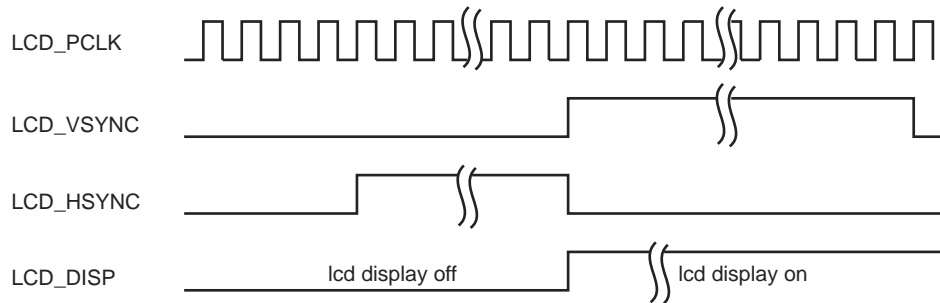 LCD_PCLK
LCD_VSYNC
LCD_HSYNC
LCD_DISP
lcd display off
lcd display on